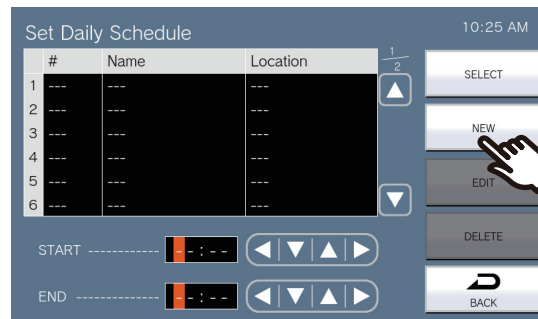 Set Daily Schedule
10:25 AM
# Name Location
1
2
1 --- --- ---
2 --- --- ---
3 --- --- ---
4 --- --- ---
5 --- --- ---
6 --- --- ---
START ----------- --:--
END ------------- --:--
SELECT
NEW
EDIT
DELETE
BACK